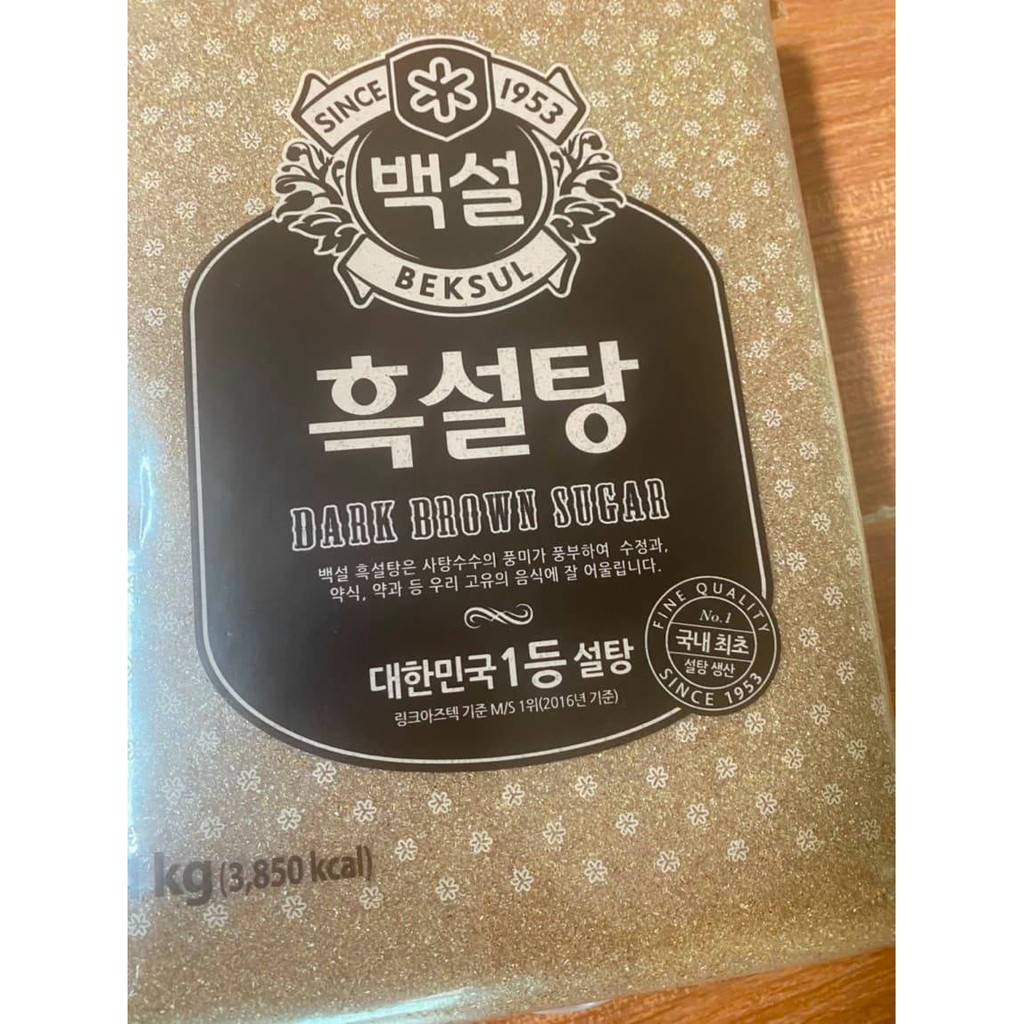 SINCE 1953
백설
BEKSUL
흑설탕
DARK BROWN SUGAR
백설 흑설탕은 사탕수수의 풍미가 풍부하여 수정과,
약식, 약과 등 우리 고유의 음식에 잘 어울립니다.
대한민국1등 설탕
링크아즈텍 기준 M/S 1위(2016년 기준)
FINE QUALITY
No.1
국내 최초
설탕 생산
SINCE 1953
kg(3,850 kcal)